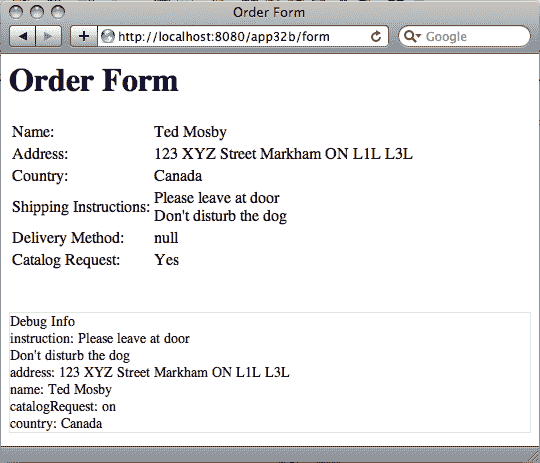 Order Form
http://localhost:8080/app32b/form
Google
Order Form
Name: Ted Mosby
Address: 123 XYZ Street Markham ON L1L L3L
Country: Canada
Shipping Instructions: Please leave at door
Don't disturb the dog
Delivery Method: null
Catalog Request: Yes
Debug Info
instruction: Please leave at door
Don't disturb the dog
address: 123 XYZ Street Markham ON L1L L3L
name: Ted Mosby
catalogRequest: on
country: Canada